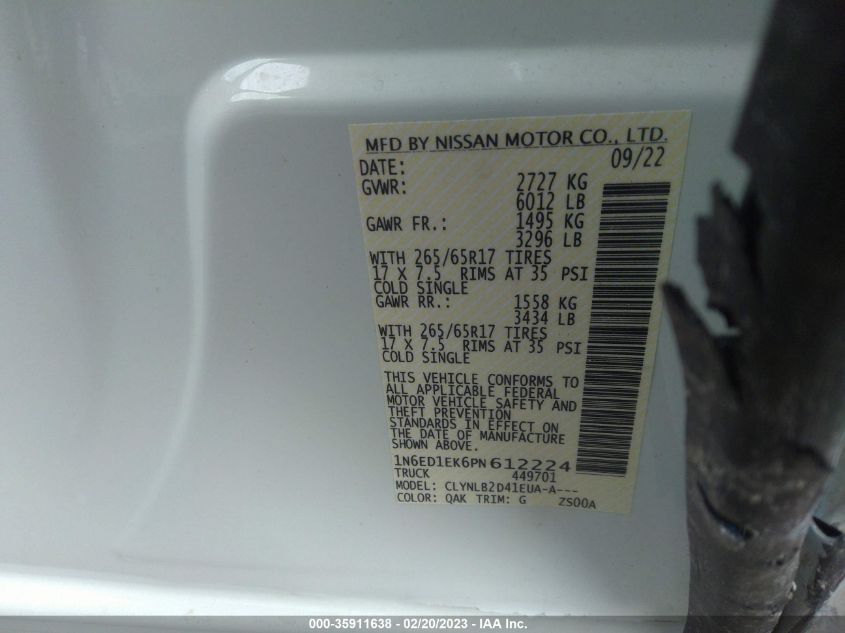 MFD BY NISSAN MOTOR CO., LTD.
DATE: 09/22
GVWR: 2727 KG
6012 LB
GAWR FR.: 1495 KG
3296 LB
WITH 265/65R17 TIRES
17 X 7.5 RIMS AT 35 PSI
COLD SINGLE
GAWR RR.: 1558 KG
3434 LB
WITH 265/65R17 TIRES
17 X 7.5 RIMS AT 35 PSI
COLD SINGLE
THIS VEHICLE CONFORMS TO
ALL APPLICABLE FEDERAL
MOTOR VEHICLE SAFETY AND
THEFT PREVENTION
STANDARDS IN EFFECT ON
THE DATE OF MANUFACTURE
SHOWN ABOVE.
1N6ED1EK6PN612224
TRUCK 449701
MODEL: CLYNLB2D41EUA-A---
COLOR: QAK TRIM: G ZS00A
000-35911638 - 02/20/2023 - IAA Inc.